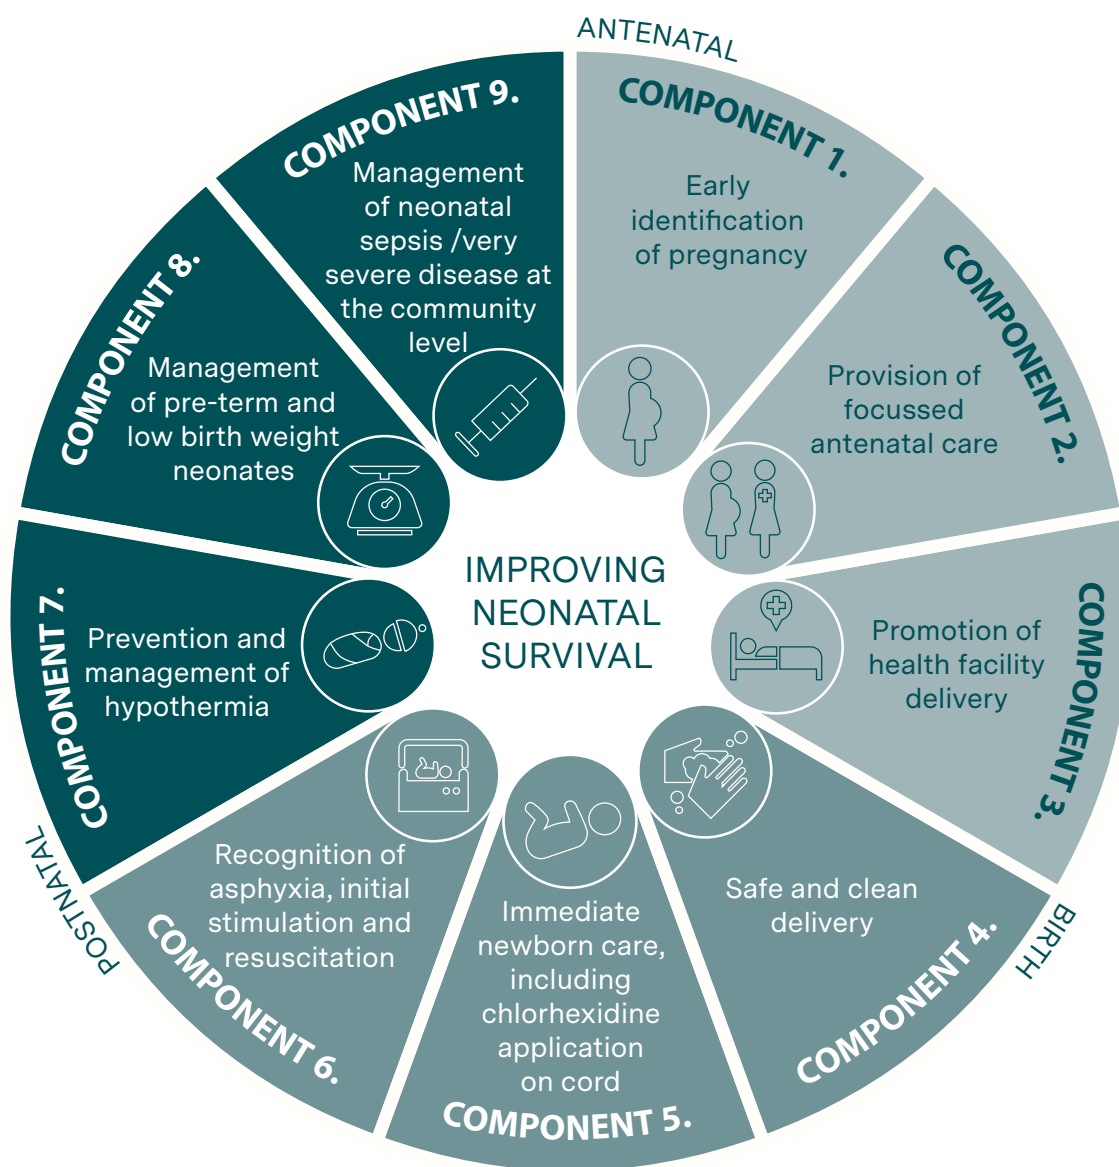 IMPROVING
NEONATAL
SURVIVAL
ANTENATAL
COMPONENT 1.
Early
identification
of pregnancy
COMPONENT 2.
Provision of
focussed
antenatal care
COMPONENT 3.
Promotion of
health facility
delivery
BIRTH
COMPONENT 4.
Safe and clean
delivery
COMPONENT 5.
Immediate
newborn care,
including
chlorhexidine
application
on cord
COMPONENT 6.
Recognition of
asphyxia, initial
stimulation and
resuscitation
POSTNATAL
COMPONENT 7.
Prevention and
management of
hypothermia
COMPONENT 8.
Management
of pre-term and
low birth weight
neonates
COMPONENT 9.
Management
of neonatal
sepsis /very
severe disease at
the community
level